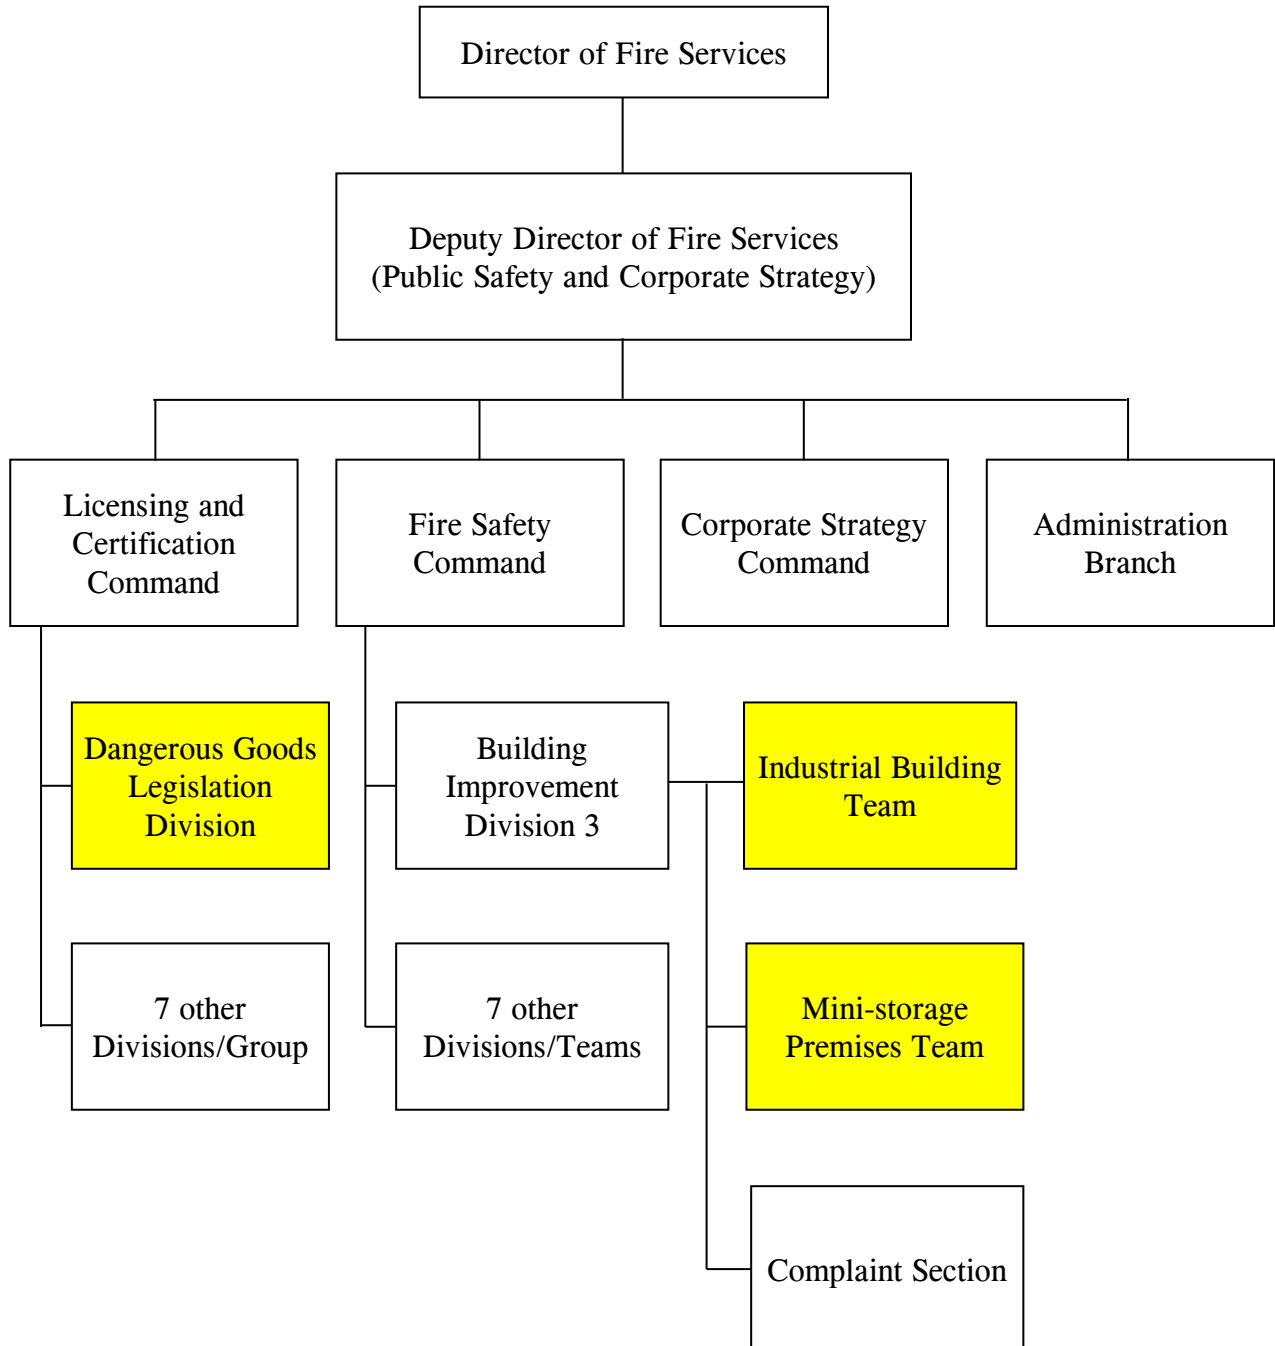 Director of Fire Services
Deputy Director of Fire Services
(Public Safety and Corporate Strategy)
Licensing and
Certification
Command
Fire Safety
Command
Corporate Strategy
Command
Administration
Branch
Dangerous Goods
Legislation
Division
Building
Improvement
Division 3
Industrial Building
Team
7 other
Divisions/Group
7 other
Divisions/Teams
Mini-storage
Premises Team
Complaint Section